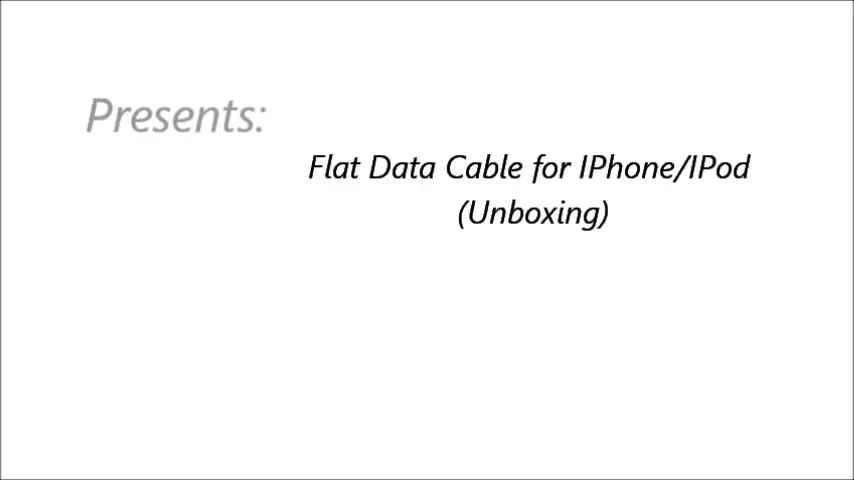 Presents:
Flat Data Cable for IPhone/IPod
(Unboxing)